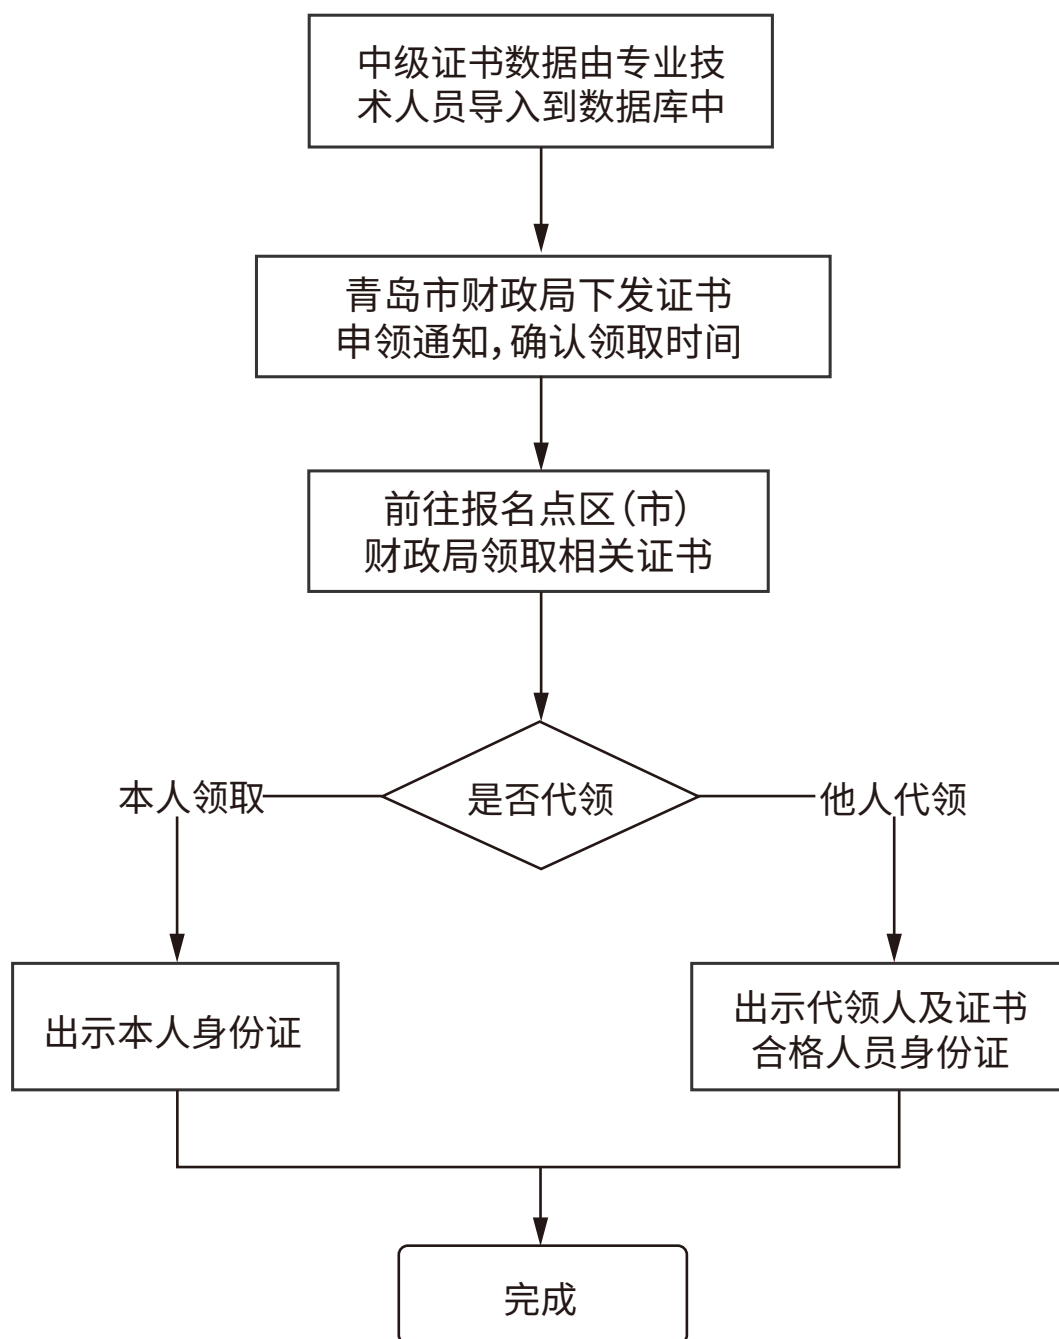 中级证书数据由专业技
术人员导入到数据库中
青岛市财政局下发证书
申领通知，确认领取时间
前往报名点区（市）
财政局领取相关证书
是否代领
本人领取
他人代领
出示本人身份证
出示代领人及证书
合格人员身份证
完成